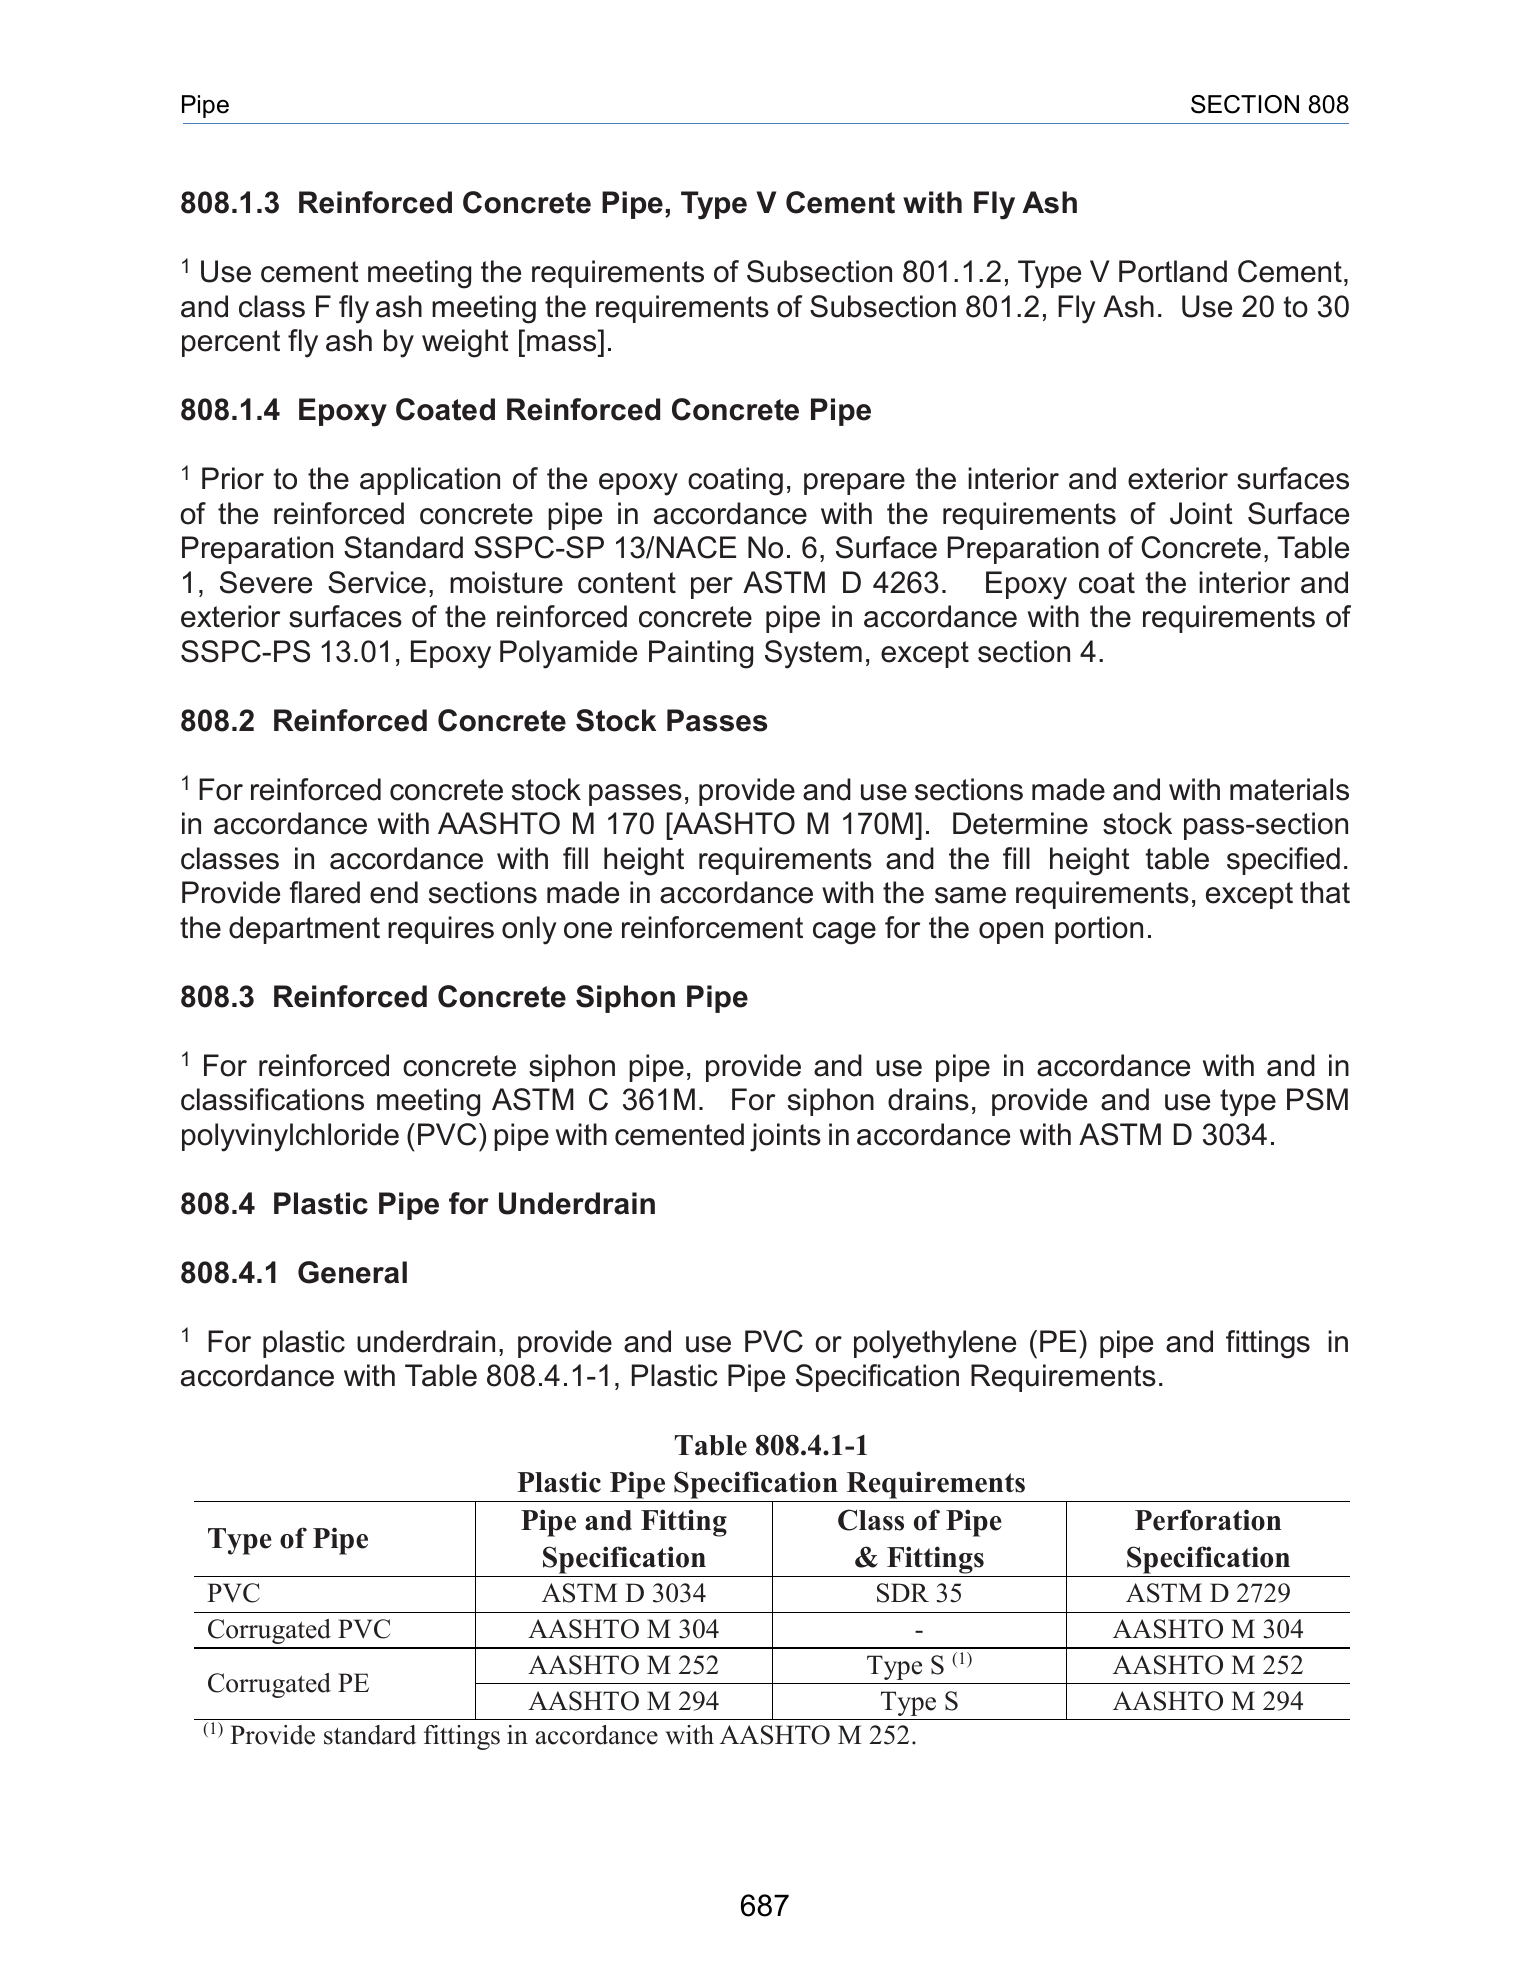 Pipe SECTION 808
808.1.3 Reinforced Concrete Pipe, Type V Cement with Fly Ash
1 Use cement meeting the requirements of Subsection 801.1.2, Type V Portland Cement,
and class F fly ash meeting the requirements of Subsection 801.2, Fly Ash. Use 20 to 30
percent fly ash by weight [mass].
808.1.4 Epoxy Coated Reinforced Concrete Pipe
1 Prior to the application of the epoxy coating, prepare the interior and exterior surfaces
of the reinforced concrete pipe in accordance with the requirements of Joint Surface
Preparation Standard SSPC-SP 13/NACE No. 6, Surface Preparation of Concrete, Table
1, Severe Service, moisture content per ASTM D 4263. Epoxy coat the interior and
exterior surfaces of the reinforced concrete pipe in accordance with the requirements of
SSPC-PS 13.01, Epoxy Polyamide Painting System, except section 4.
808.2 Reinforced Concrete Stock Passes
1 For reinforced concrete stock passes, provide and use sections made and with materials
in accordance with AASHTO M 170 [AASHTO M 170M]. Determine stock pass-section
classes in accordance with fill height requirements and the fill height table specified.
Provide flared end sections made in accordance with the same requirements, except that
the department requires only one reinforcement cage for the open portion.
808.3 Reinforced Concrete Siphon Pipe
1 For reinforced concrete siphon pipe, provide and use pipe in accordance with and in
classifications meeting ASTM C 361M. For siphon drains, provide and use type PSM
polyvinylchloride (PVC) pipe with cemented joints in accordance with ASTM D 3034.
808.4 Plastic Pipe for Underdrain
808.4.1 General
1 For plastic underdrain, provide and use PVC or polyethylene (PE) pipe and fittings in
accordance with Table 808.4.1-1, Plastic Pipe Specification Requirements.
Table 808.4.1-1
Plastic Pipe Specification Requirements
Type of Pipe Pipe and Fitting Specification Class of Pipe & Fittings Perforation Specification
PVC ASTM D 3034 SDR 35 ASTM D 2729
Corrugated PVC AASHTO M 304 - AASHTO M 304
Corrugated PE AASHTO M 252 Type S (1) AASHTO M 252
AASHTO M 294 Type S AASHTO M 294
(1) Provide standard fittings in accordance with AASHTO M 252.
687